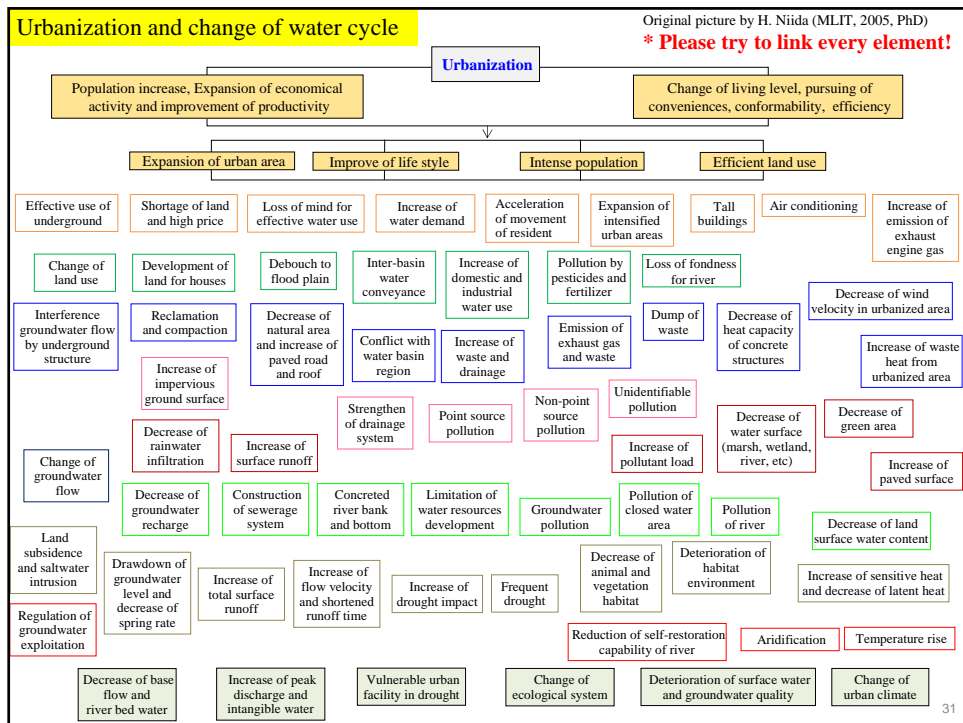 Urbanization and change of water cycle
Original picture by H. Niida (MLIT, 2005, PhD)
* Please try to link every element!
Urbanization
Population increase, Expansion of economical
activity and improvement of productivity
Change of living level, pursuing of
conveniences, conformability, efficiency
Expansion of urban area
Improve of life style
Intense population
Efficient land use
Effective use of
underground
Shortage of land
and high price
Loss of mind for
effective water use
Increase of
water demand
Acceleration
of movement
of resident
Expansion of
intensified
urban areas
Tall
buildings
Air conditioning
Increase of
emission of
exhaust
engine gas
Change of
land use
Development of
land for houses
Debouch to
flood plain
Inter-basin
water
conveyance
Increase of
domestic and
industrial
water use
Pollution by
pesticides and
fertilizer
Loss of fondness
for river
Decrease of wind
velocity in urbanized area
Interference
groundwater flow
by underground
structure
Reclamation
and compaction
Decrease of
natural area
and increase of
paved road
and roof
Conflict with
water basin
region
Increase of
waste and
drainage
Emission of
exhaust gas
and waste
Dump of
waste
Decrease of
heat capacity
of concrete
structures
Increase of waste
heat from
urbanized area
Increase of
impervious
ground surface
Strengthen
of drainage
system
Point source
pollution
Non-point
source
pollution
Unidentifiable
pollution
Decrease of
water surface
(marsh, wetland,
river, etc)
Decrease of
green area
Decrease of
rainwater
infiltration
Increase of
surface runoff
Increase of
pollutant load
Increase of
paved surface
Change of
groundwater
flow
Decrease of
groundwater
recharge
Construction
of sewerage
system
Concreted
river bank
and bottom
Limitation of
water resources
development
Groundwater
pollution
Pollution of
closed water
area
Pollution
of river
Decrease of land
surface water content
Land
subsidence
and saltwater
intrusion
Drawdown of
groundwater
level and
decrease of
spring rate
Increase of
total surface
runoff
Increase of
flow velocity
and shortened
runoff time
Increase of
drought impact
Frequent
drought
Decrease of
animal and
vegetation
habitat
Deterioration of
habitat
environment
Increase of sensitive heat
and decrease of latent heat
Regulation of
groundwater
exploitation
Reduction of self-restoration
capability of river
Aridification
Temperature rise
Decrease of base
flow and
river bed water
Increase of peak
discharge and
intangible water
Vulnerable urban
facility in drought
Change of
ecological system
Deterioration of surface water
and groundwater quality
Change of
urban climate
31